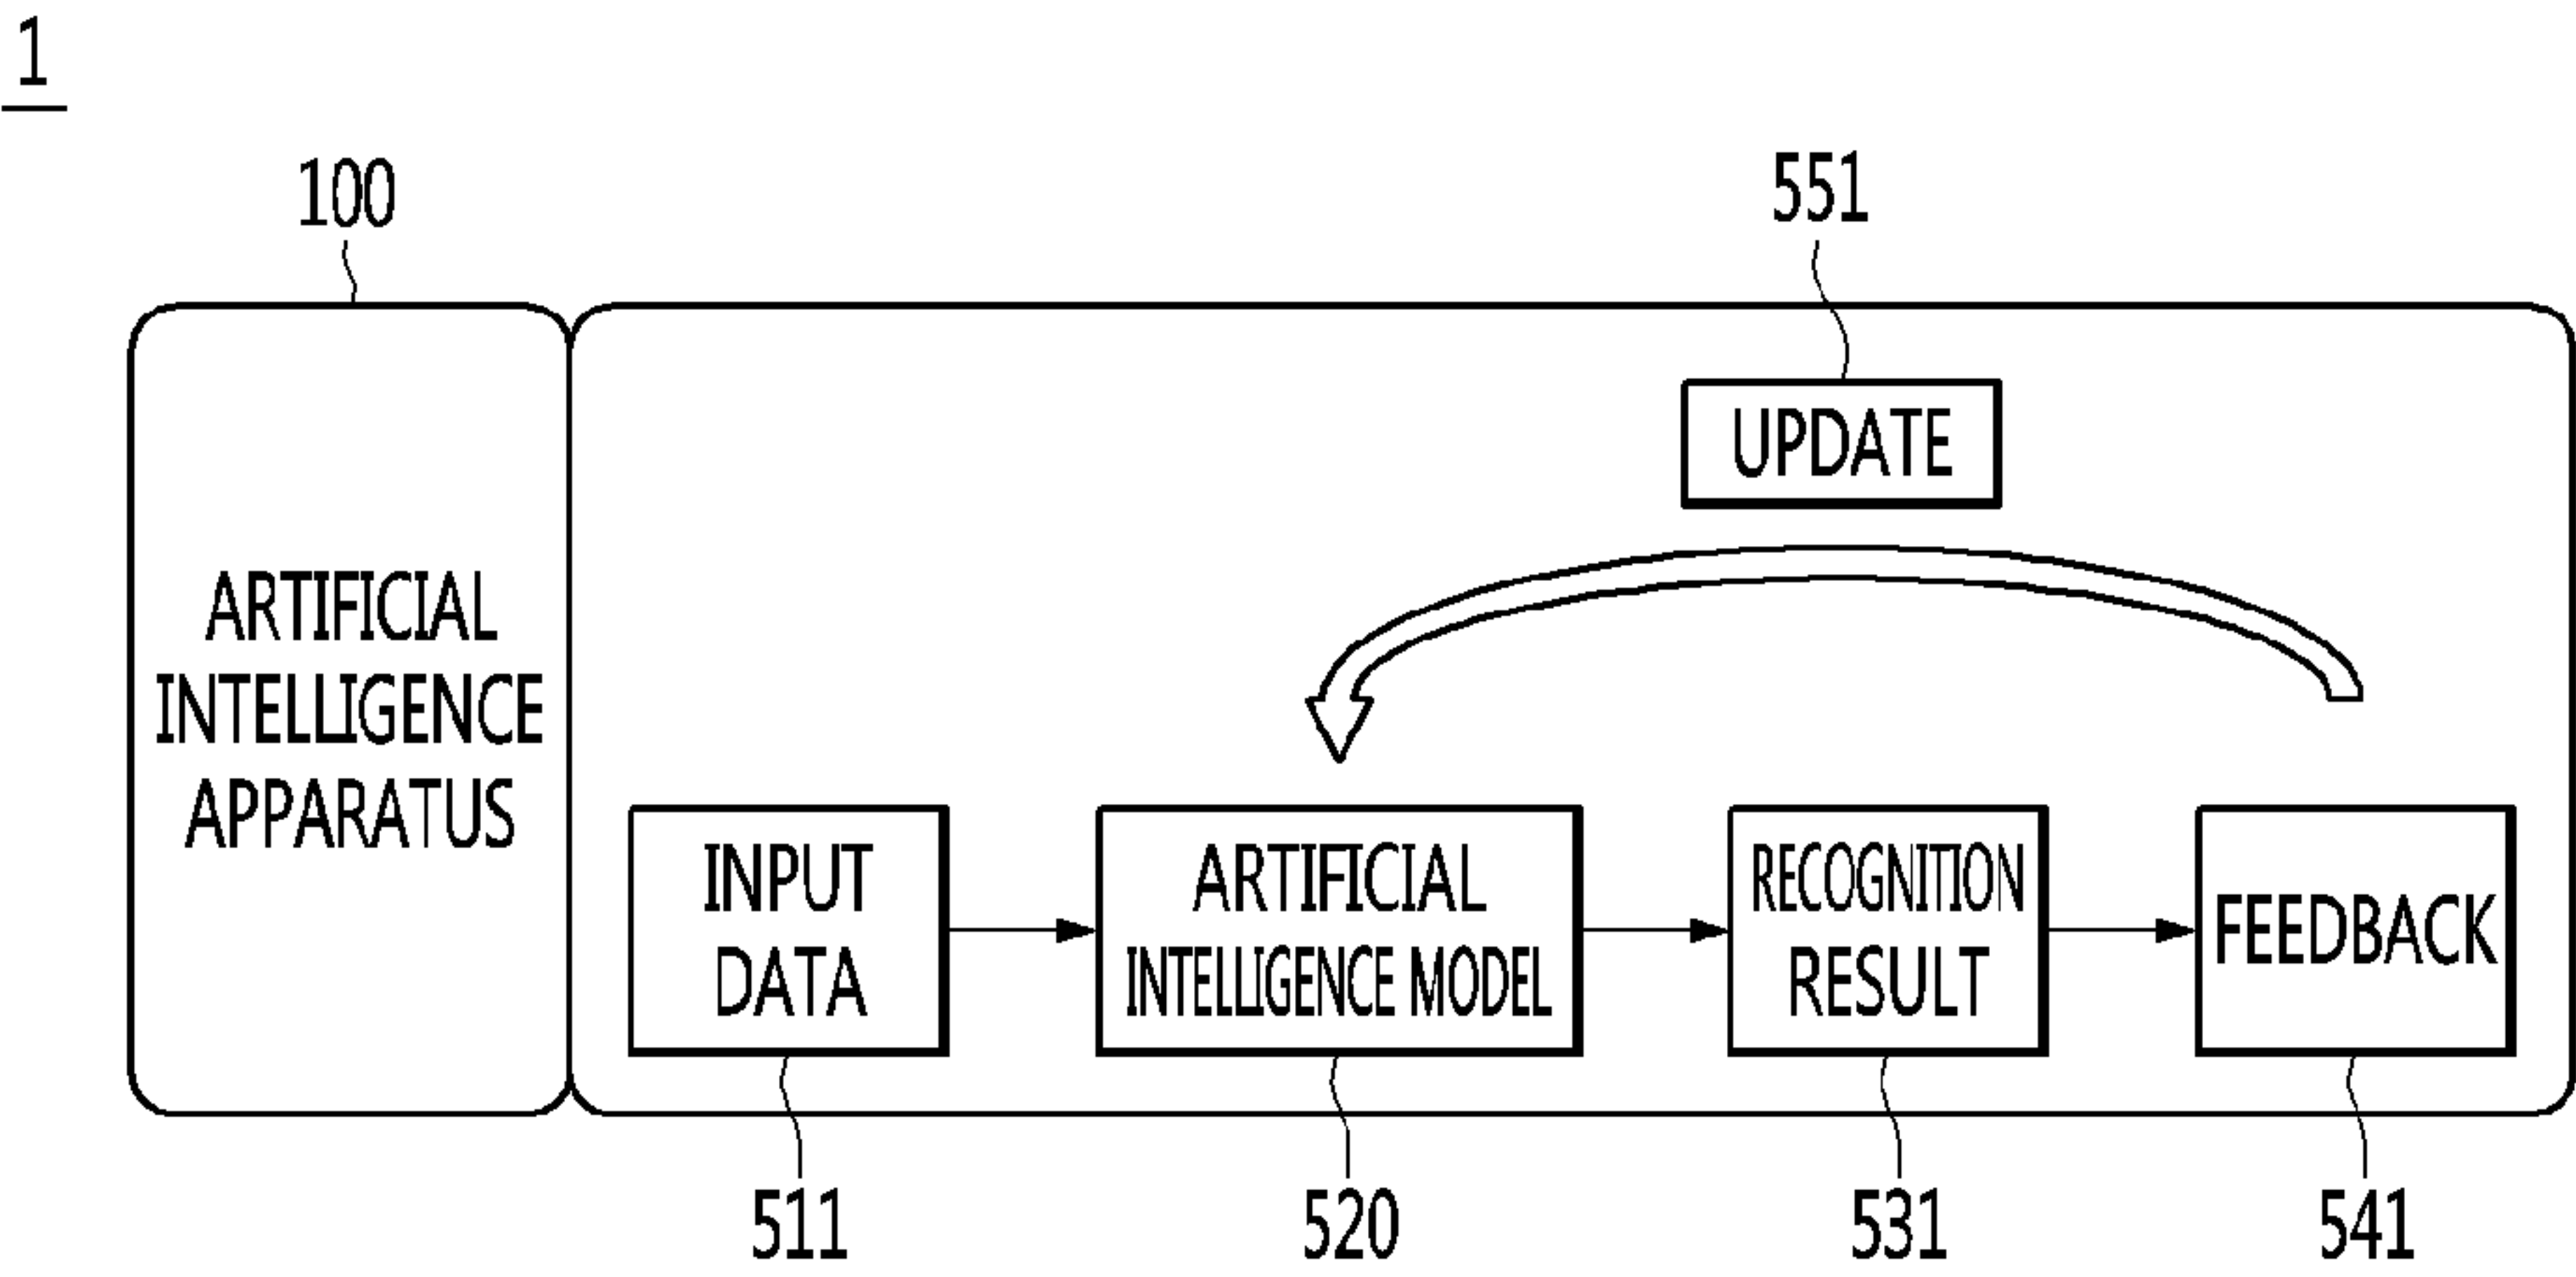 1
100
551
UPDATE
ARTIFICIAL
INTELLIGENCE
APPARATUS
INPUT
DATA
ARTIFICIAL
INTELLIGENCE MODEL
RECOGNITION
RESULT
FEEDBACK
511
520
531
541